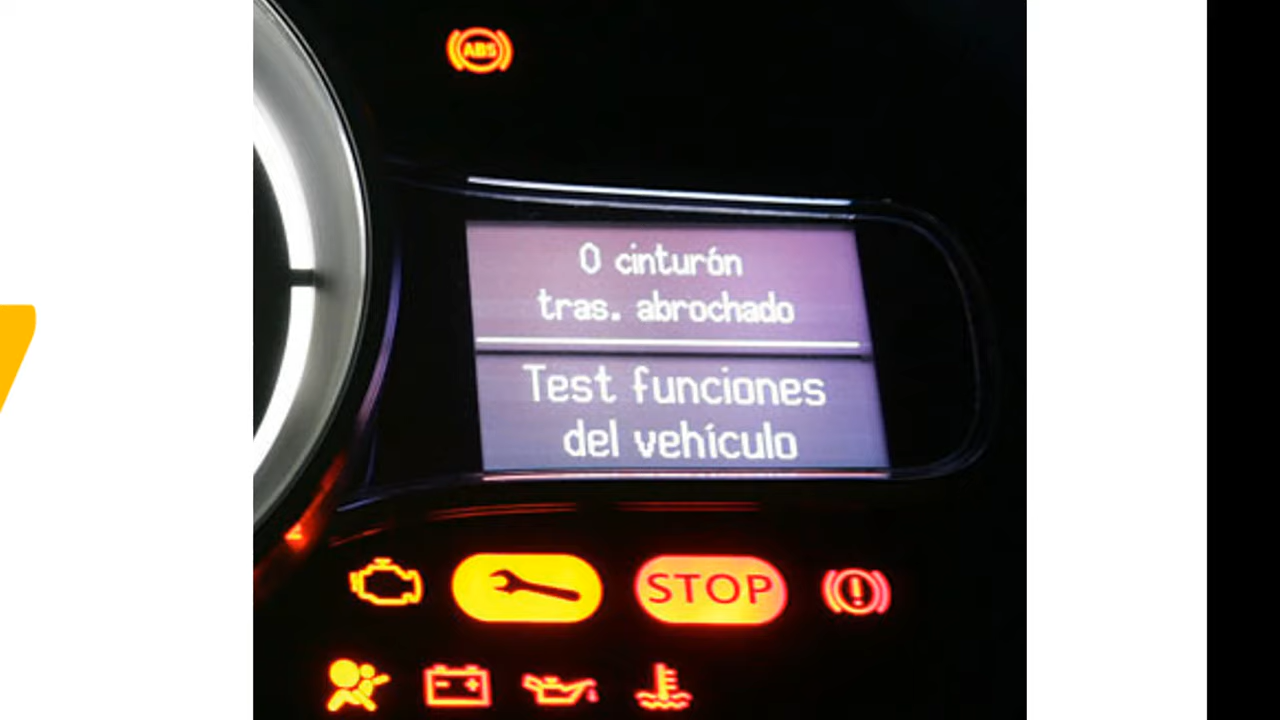 ABS
0 cinturón
tras. abrochado
Test funciones
del vehículo
STOP